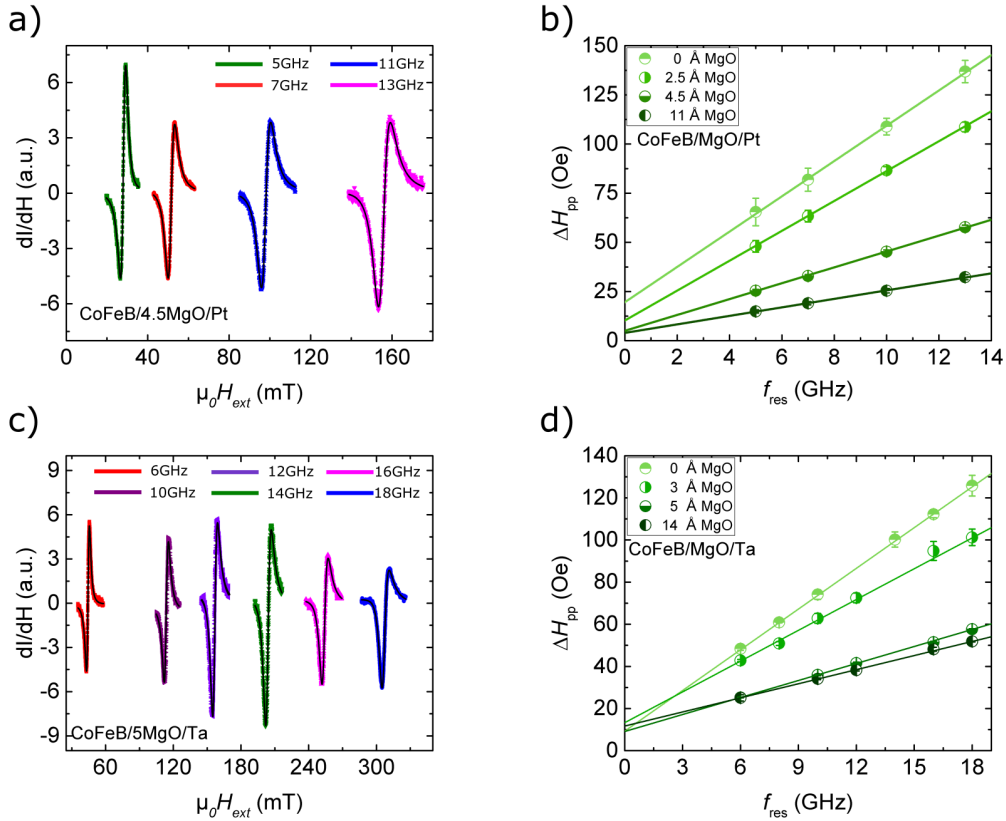 a)
5GHz
7GHz
11GHz
13GHz
dI/dH (a.u.)
6
3
0
-3
-6
CoFeB/4.5MgO/Pt
0 40 80 120 160
μ0Hext (mT)
b)
0 Å MgO
2.5 Å MgO
4.5 Å MgO
11 Å MgO
CoFeB/MgO/Pt
ΔHpp (Oe)
150
125
100
75
50
25
0
0 2 4 6 8 10 12 14
fres (GHz)
c)
6GHz
10GHz
12GHz
14GHz
16GHz
18GHz
dI/dH (a.u.)
9
6
3
0
-3
-6
-9
CoFeB/5MgO/Ta
60 120 180 240 300
μ0Hext (mT)
d)
0 Å MgO
3 Å MgO
5 Å MgO
14 Å MgO
CoFeB/MgO/Ta
ΔHpp (Oe)
140
120
100
80
60
40
20
0
0 3 6 9 12 15 18
fres (GHz)